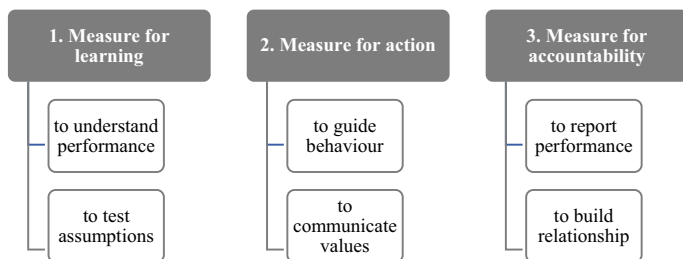 1. Measure for
learning
to understand
performance
to test
assumptions
2. Measure for action
to guide
behaviour
to
communicate
values
3. Measure for
accountability
to report
performance
to build
relationship